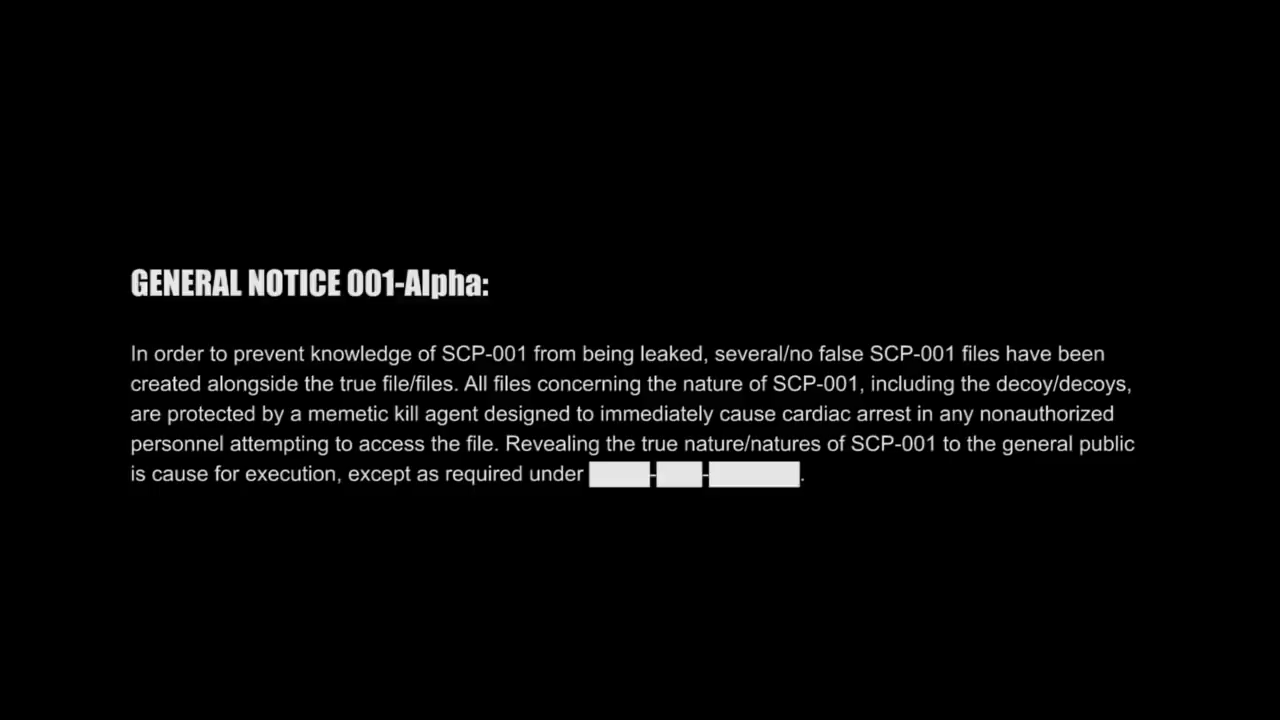 GENERAL NOTICE 001-Alpha:
In order to prevent knowledge of SCP-001 from being leaked, several/no false SCP-001 files have been
created alongside the true file/files. All files concerning the nature of SCP-001, including the decoy/decoys,
are protected by a memetic kill agent designed to immediately cause cardiac arrest in any nonauthorized
personnel attempting to access the file. Revealing the true nature/natures of SCP-001 to the general public
is cause for execution, except as required under ████-███-██████.